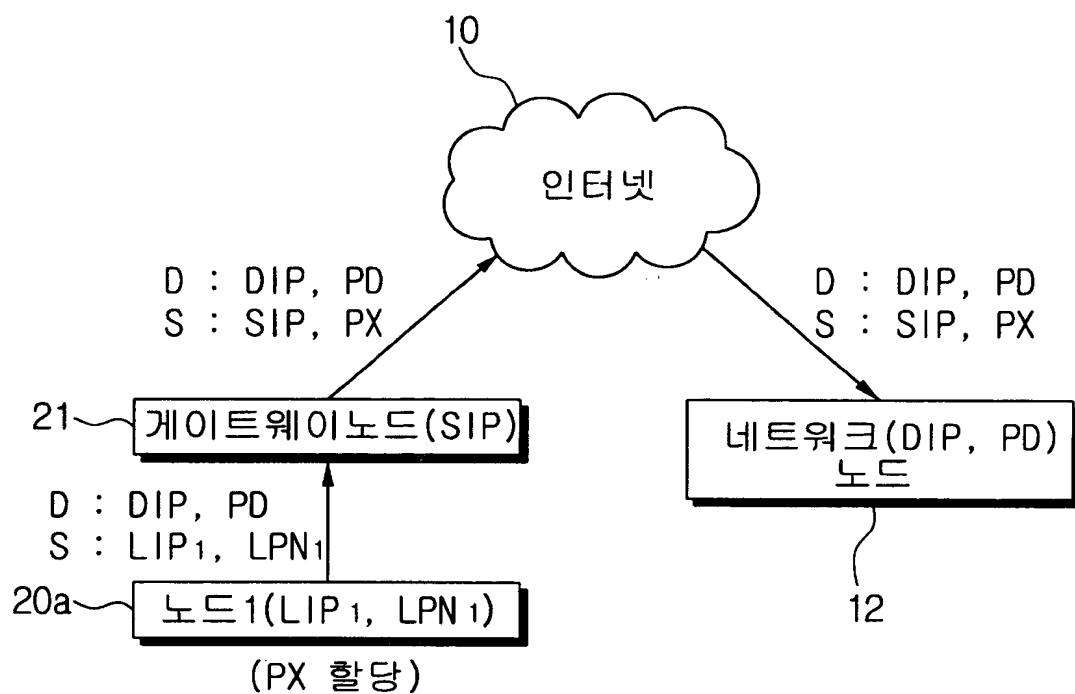 10
인터넷
D : DIP, PD
S : SIP, PX
D : DIP, PD
S : SIP, PX
21
게이트웨이노드(SIP)
네트워크(DIP, PD)
노드
D : DIP, PD
S : LIP₁, LPN₁
20a
노드1(LIP₁, LPN₁)
12
(PX 할당)